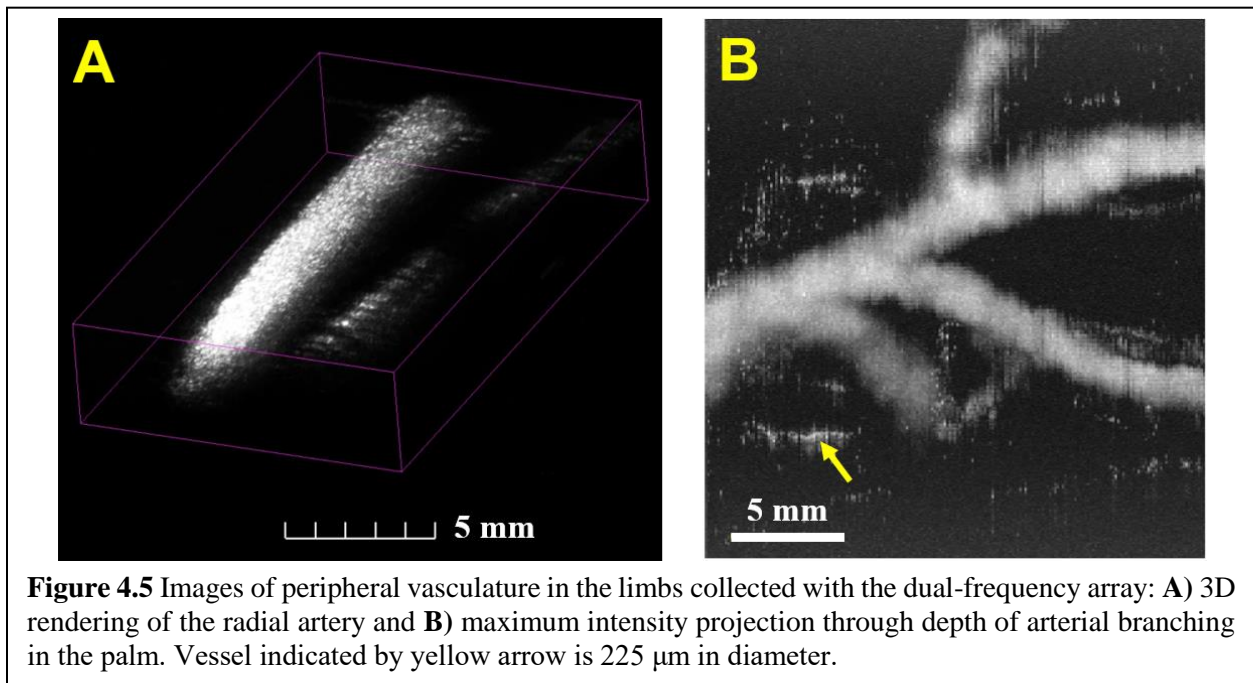 A
B
5 mm
5 mm
Figure 4.5 Images of peripheral vasculature in the limbs collected with the dual-frequency array: A) 3D
rendering of the radial artery and B) maximum intensity projection through depth of arterial branching
in the palm. Vessel indicated by yellow arrow is 225 μm in diameter.